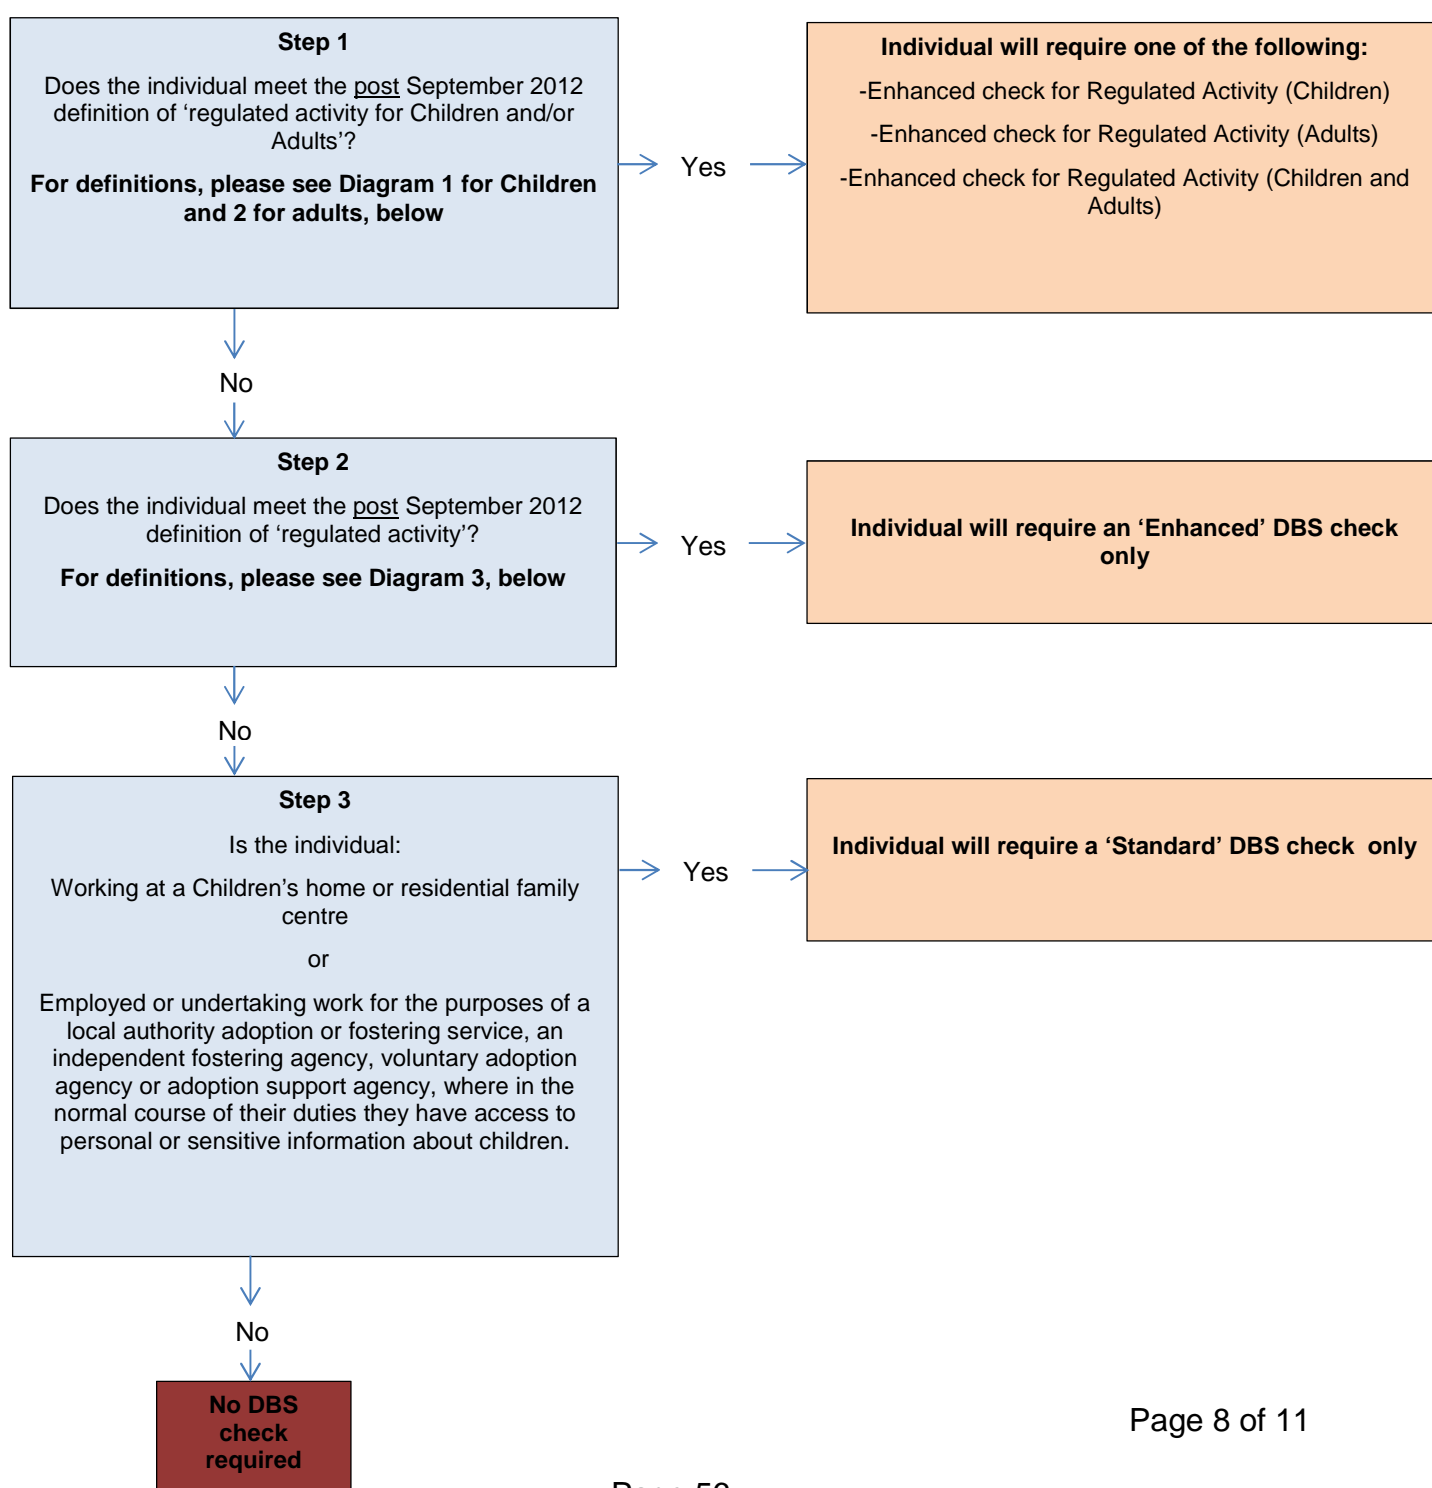 Step 1
Does the individual meet the post September 2012
definition of ‘regulated activity for Children and/or
Adults’?
For definitions, please see Diagram 1 for Children
and 2 for adults, below
Yes
Individual will require one of the following:
-Enhanced check for Regulated Activity (Children)
-Enhanced check for Regulated Activity (Adults)
-Enhanced check for Regulated Activity (Children and
Adults)
No
Step 2
Does the individual meet the post September 2012
definition of ‘regulated activity’?
For definitions, please see Diagram 3, below
Yes
Individual will require an ‘Enhanced’ DBS check
only
No
Step 3
Is the individual:
Working at a Children’s home or residential family
centre
or
Employed or undertaking work for the purposes of a
local authority adoption or fostering service, an
independent fostering agency, voluntary adoption
agency or adoption support agency, where in the
normal course of their duties they have access to
personal or sensitive information about children.
Yes
Individual will require a ‘Standard’ DBS check only
No
No DBS
check
required
Page 8 of 11